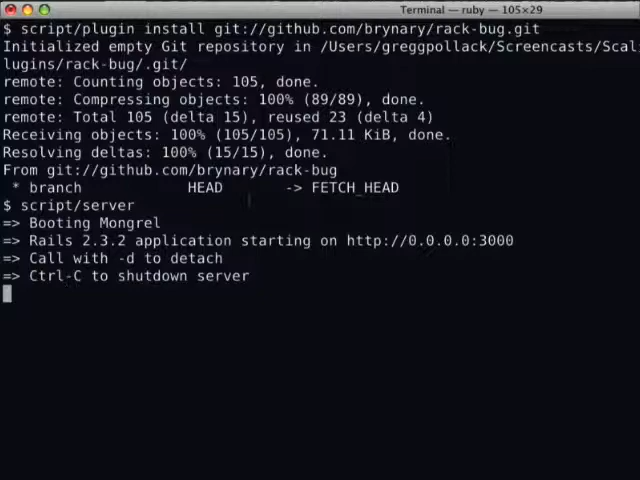 Terminal — ruby — 105×29
$ script/plugin install git://github.com/brynary/rack-bug.git
Initialized empty Git repository in /Users/greggpollack/Screencasts/Scal
lugins/rack-bug/.git/
remote: Counting objects: 105, done.
remote: Compressing objects: 100% (89/89), done.
remote: Total 105 (delta 15), reused 23 (delta 4)
Receiving objects: 100% (105/105), 71.11 KiB, done.
Resolving deltas: 100% (15/15), done.
From git://github.com/brynary/rack-bug
 * branch            HEAD       -> FETCH_HEAD
$ script/server
=> Booting Mongrel
=> Rails 2.3.2 application starting on http://0.0.0.0:3000
=> Call with -d to detach
=> Ctrl-C to shutdown server